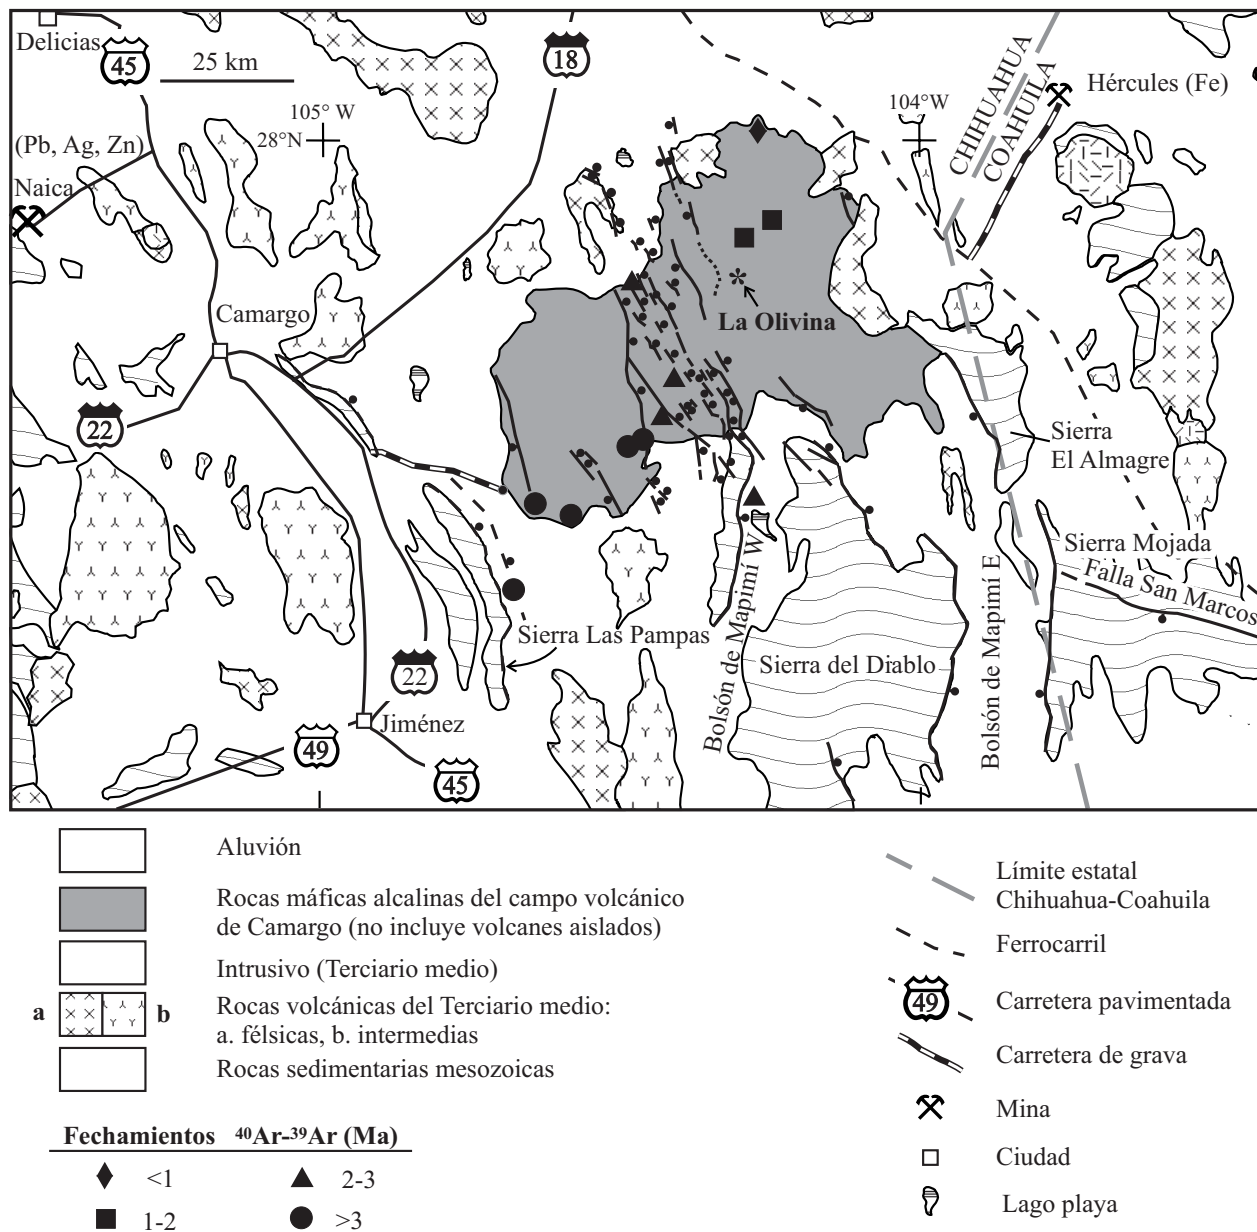 Delicias
45
25 km
18
105° W
28°N
104°W
CHIHUAHUA
COAHUILA
Hércules (Fe)
(Pb, Ag, Zn)
Naica
Camargo
La Olivina
22
Sierra
El Almagre
Sierra Mojada
Falla San Marcos
Sierra Las Pampas
Bolsón de Mapimí W
Sierra del Diablo
Bolsón de Mapimí E
22
Jiménez
49
45
Aluvión
Rocas máficas alcalinas del campo volcánico
de Camargo (no incluye volcanes aislados)
Intrusivo (Terciario medio)
a
b
Rocas volcánicas del Terciario medio:
a. félsicas, b. intermedias
Rocas sedimentarias mesozoicas
Fechamientos ⁴⁰Ar-³⁹Ar (Ma)
<1
2-3
1-2
>3
Límite estatal
Chihuahua-Coahuila
Ferrocarril
49
Carretera pavimentada
Carretera de grava
Mina
Ciudad
Lago playa